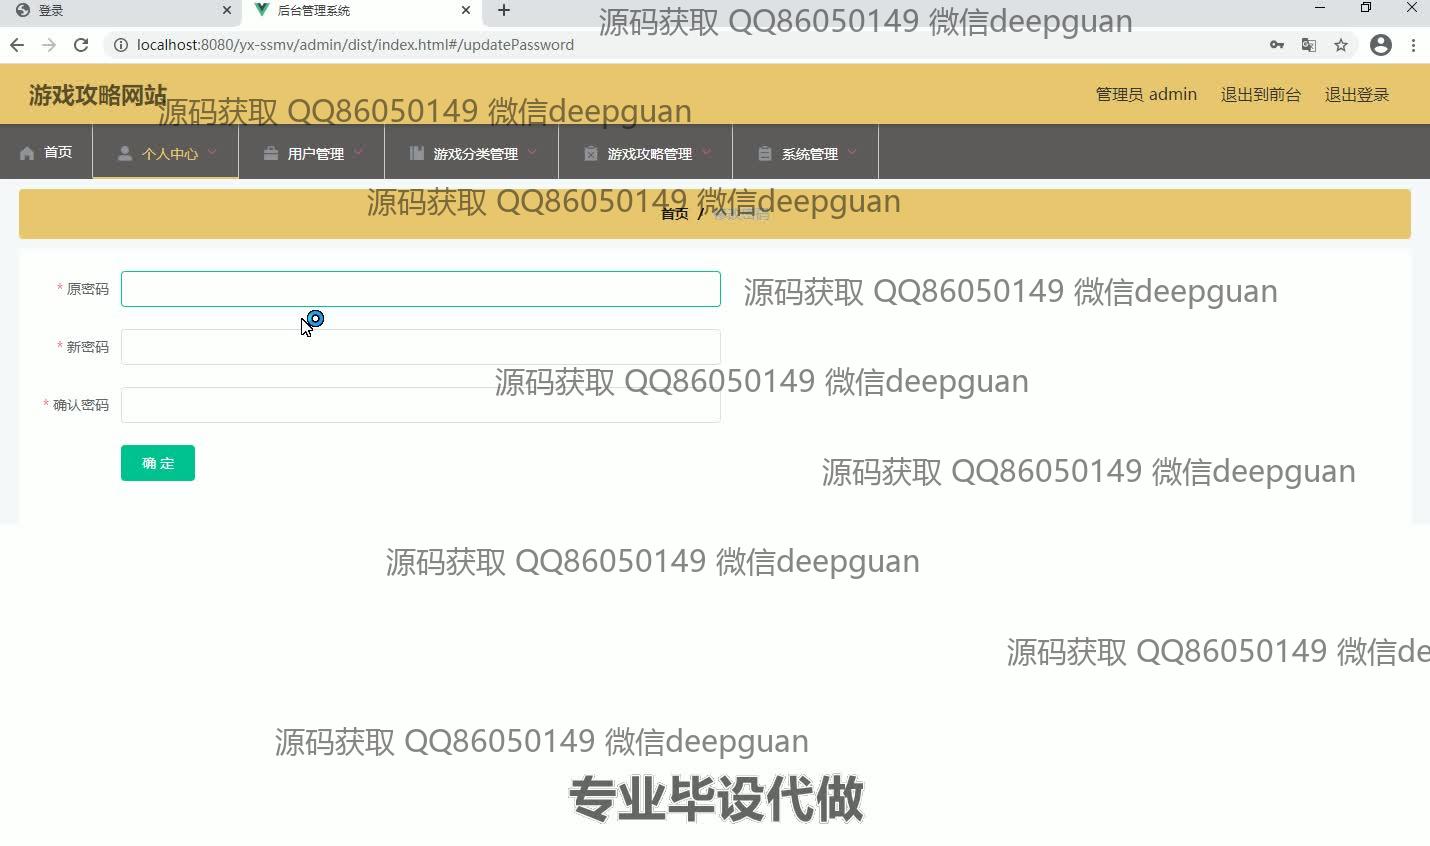 登录
后台管理系统
源码获取 QQ86050149 微信deepguan
localhost:8080/yx-ssmv/admin/dist/index.html#/updatePassword
游戏攻略网站
管理员 admin
退出到前台
退出登录
源码获取 QQ86050149 微信deepguan
首页
个人中心
用户管理
游戏分类管理
游戏攻略管理
系统管理
源码获取 QQ86050149 微信deepguan
首页 / 修改密码
* 原密码
源码获取 QQ86050149 微信deepguan
* 新密码
源码获取 QQ86050149 微信deepguan
* 确认密码
确 定
源码获取 QQ86050149 微信deepguan
源码获取 QQ86050149 微信deepguan
源码获取 QQ86050149 微信de
源码获取 QQ86050149 微信deepguan
专业毕设代做